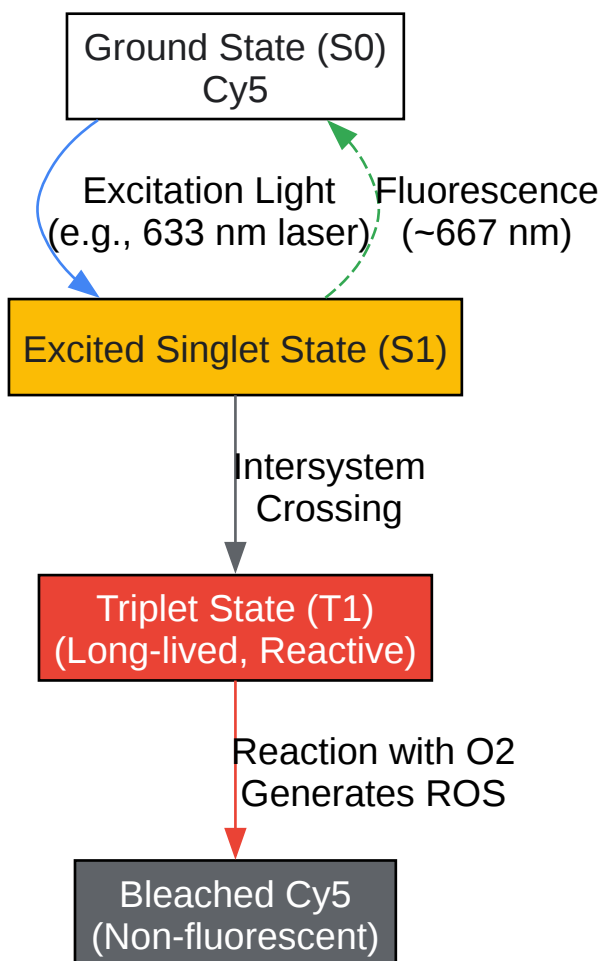 Ground State (S0)
Cy5
Excitation Light
(e.g., 633 nm laser)
Fluorescence
(~667 nm)
Excited Singlet State (S1)
Intersystem
Crossing
Triplet State (T1)
(Long-lived, Reactive)
Reaction with O2
Generates ROS
Bleached Cy5
(Non-fluorescent)